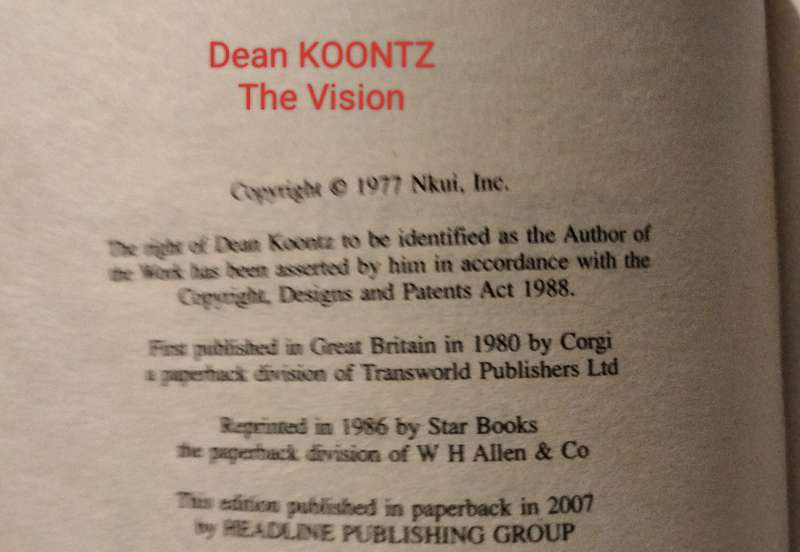 Dean KOONTZ
The Vision
Copyright © 1977 Nkui, Inc.
The right of Dean Koontz to be identified as the Author of
the Work has been asserted by him in accordance with the
Copyright, Designs and Patents Act 1988.
First published in Great Britain in 1980 by Corgi
a paperback division of Transworld Publishers Ltd
Reprinted in 1986 by Star Books
the paperback division of W H Allen & Co
This edition published in paperback in 2007
by HEADLINE PUBLISHING GROUP